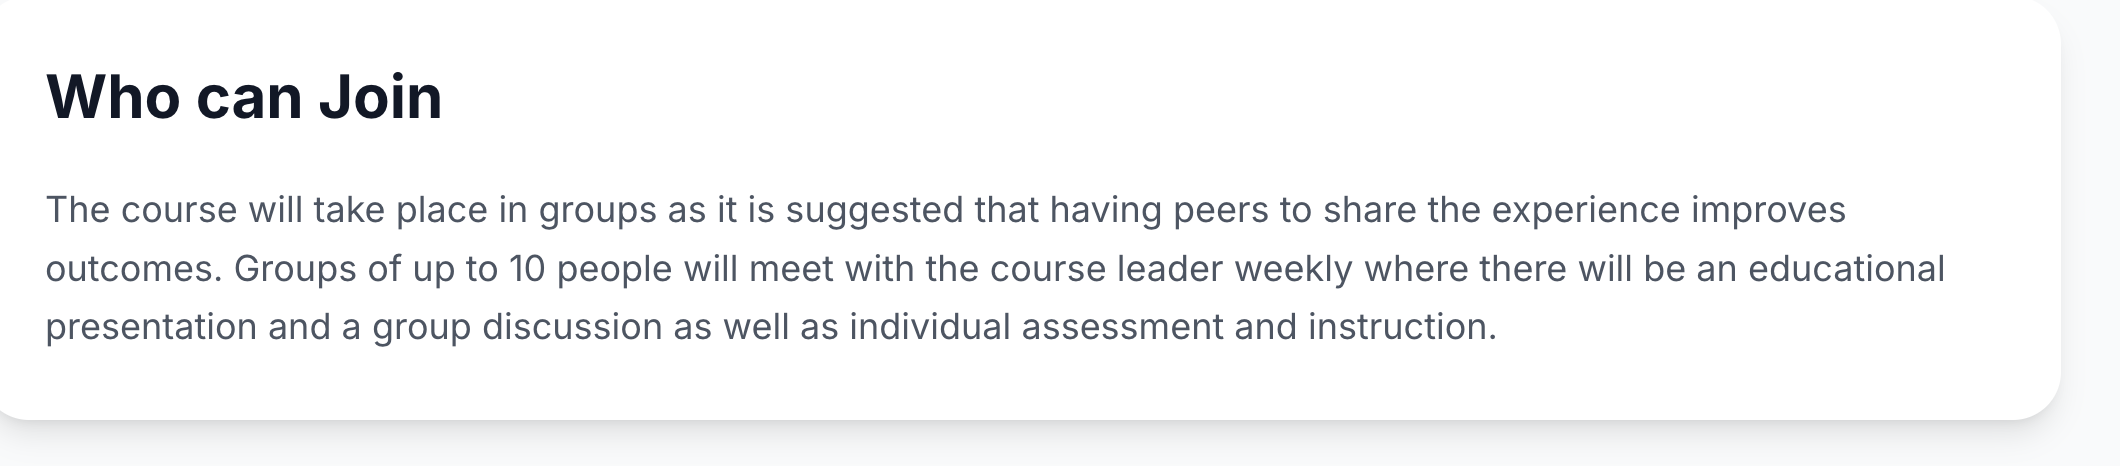 Who can Join
The course will take place in groups as it is suggested that having peers to share the experience improves
outcomes. Groups of up to 10 people will meet with the course leader weekly where there will be an educational
presentation and a group discussion as well as individual assessment and instruction.